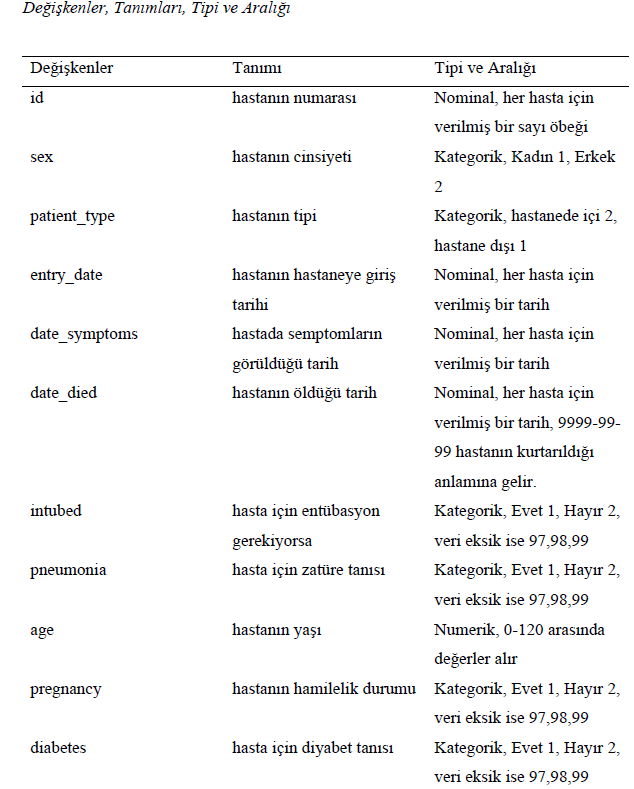 Değişkenler, Tanımları, Tipi ve Aralığı
Değişkenler Tanımı Tipi ve Aralığı
id hastanın numarası Nominal, her hasta için
verilmiş bir sayı öbeği
sex hastanın cinsiyeti Kategorik, Kadın 1, Erkek
2
patient_type hastanın tipi Kategorik, hastanede içi 2,
hastane dışı 1
entry_date hastanın hastaneye giriş Nominal, her hasta için
tarihi verilmiş bir tarih
date_symptoms hastada semptomların Nominal, her hasta için
görüldüğü tarih verilmiş bir tarih
date_died hastanın öldüğü tarih Nominal, her hasta için
verilmiş bir tarih, 9999-99-
99 hastanın kurtarıldığı
anlamına gelir.
intubed hasta için entübasyon Kategorik, Evet 1, Hayır 2,
gerekiyorsa veri eksik ise 97,98,99
pneumonia hasta için zatüre tanısı Kategorik, Evet 1, Hayır 2,
veri eksik ise 97,98,99
age hastanın yaşı Numerik, 0-120 arasında
değerler alır
pregnancy hastanın hamilelik durumu Kategorik, Evet 1, Hayır 2,
veri eksik ise 97,98,99
diabetes hasta için diyabet tanısı Kategorik, Evet 1, Hayır 2,
veri eksik ise 97,98,99